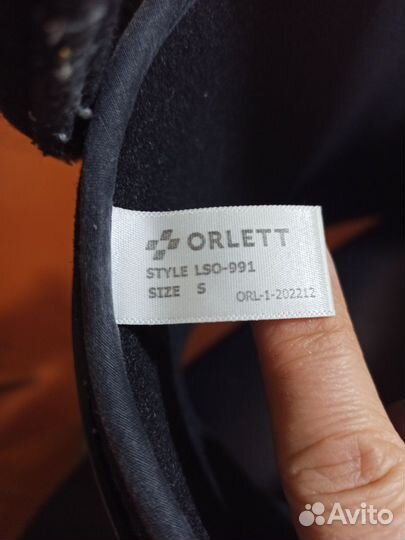 ORLETT
STYLE LSO-991
SIZE S
ORL-1-202212
Avito